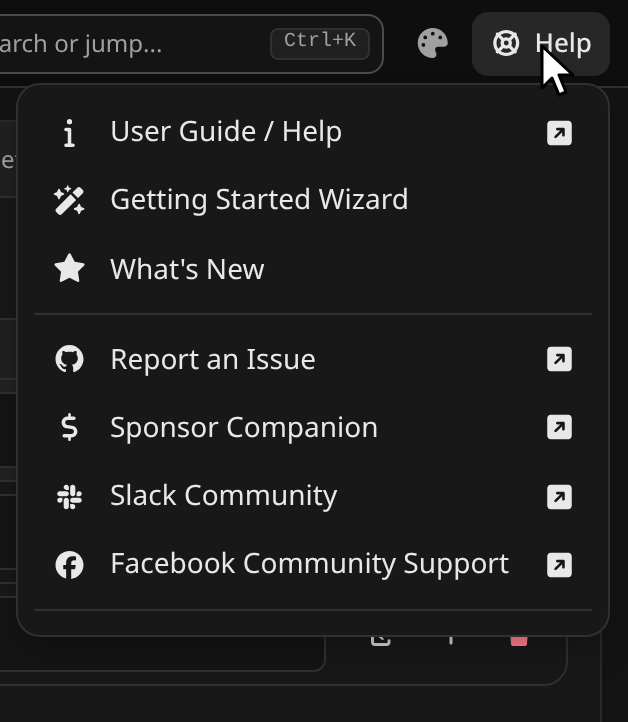 arch or jump...
Ctrl+K
Help
User Guide / Help
Getting Started Wizard
What's New
Report an Issue
Sponsor Companion
Slack Community
Facebook Community Support